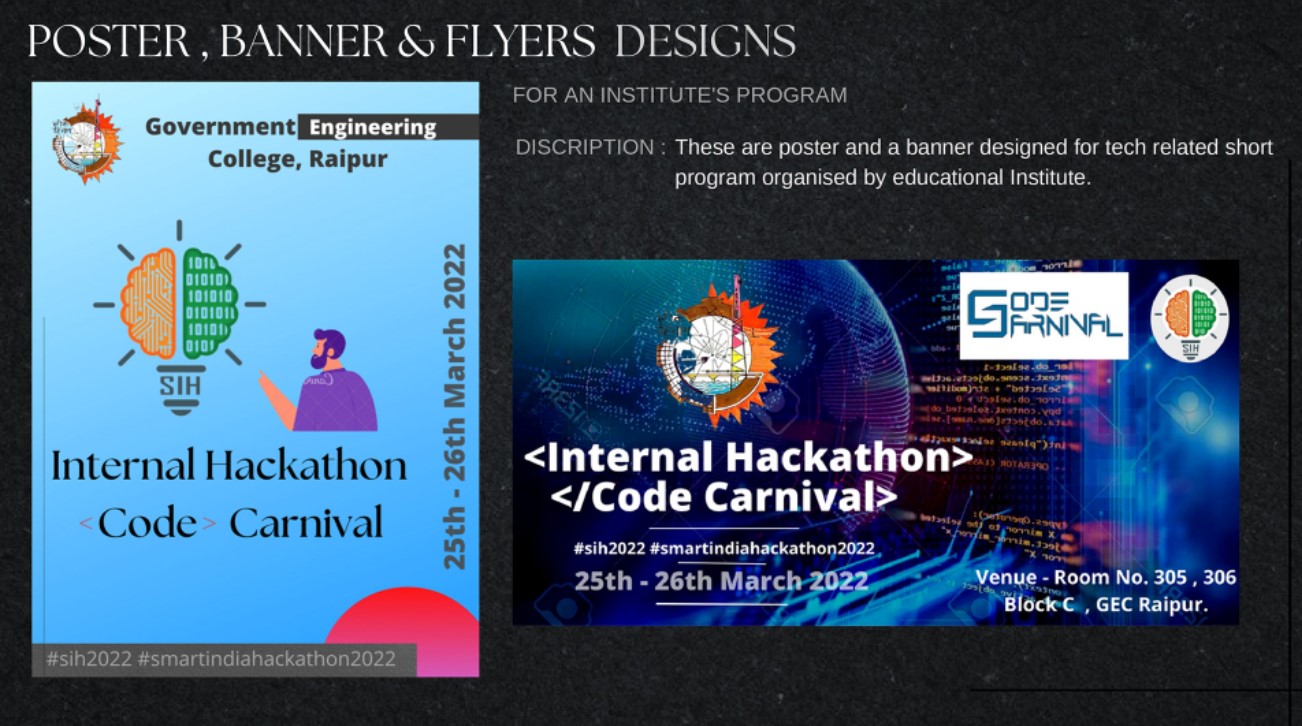 POSTER , BANNER & FLYERS DESIGNS
Government Engineering
College, Raipur
SIH
25th - 26th March 2022
Internal Hackathon
<Code> Carnival
#sih2022 #smartindiahackathon2022
FOR AN INSTITUTE'S PROGRAM
DISCRIPTION : These are poster and a banner designed for tech related short
program organised by educational Institute.
CODE
CARNIVAL
SIH
<Internal Hackathon>
</Code Carnival>
#sih2022 #smartindiahackathon2022
25th - 26th March 2022
Venue - Room No. 305 , 306
Block C , GEC Raipur.